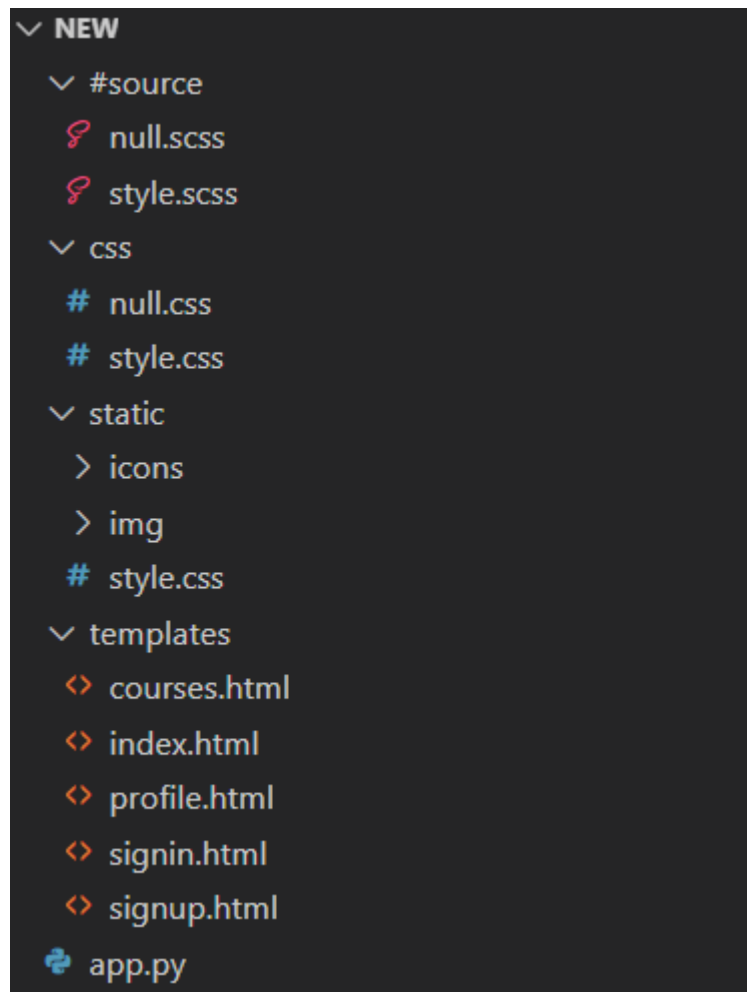 NEW
#source
null.scss
style.scss
css
# null.css
# style.css
static
icons
img
# style.css
templates
<> courses.html
<> index.html
<> profile.html
<> signin.html
<> signup.html
app.py